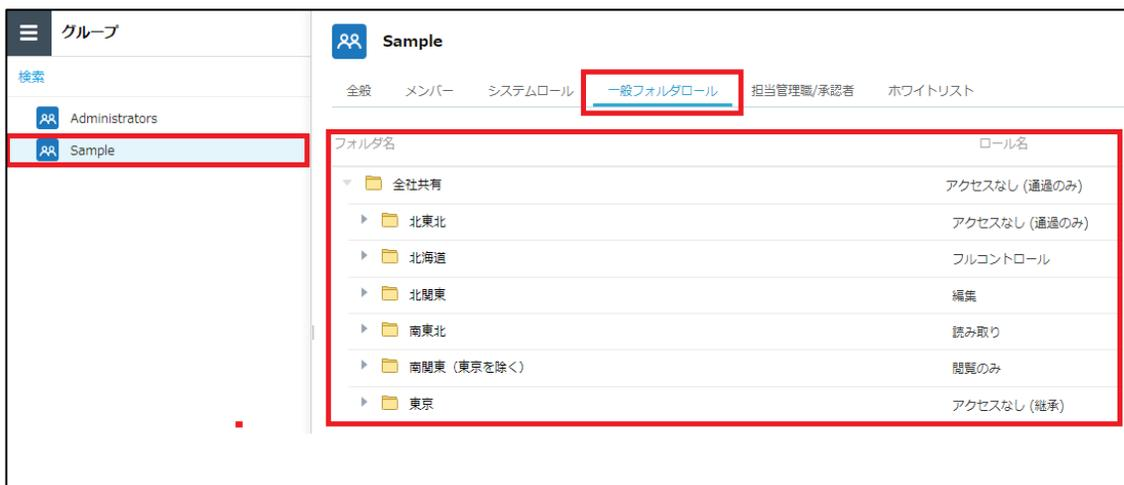 グループ
検索
Administrators
Sample
Sample
全般 メンバー システムロール 一般フォルダロール 担当管理職/承認者 ホワイトリスト
フォルダ名 ロール名
全社共有 アクセスなし (通過のみ)
北東北 アクセスなし (通過のみ)
北海道 フルコントロール
北関東 編集
南東北 読み取り
南関東（東京を除く）閲覧のみ
東京 アクセスなし (継承)